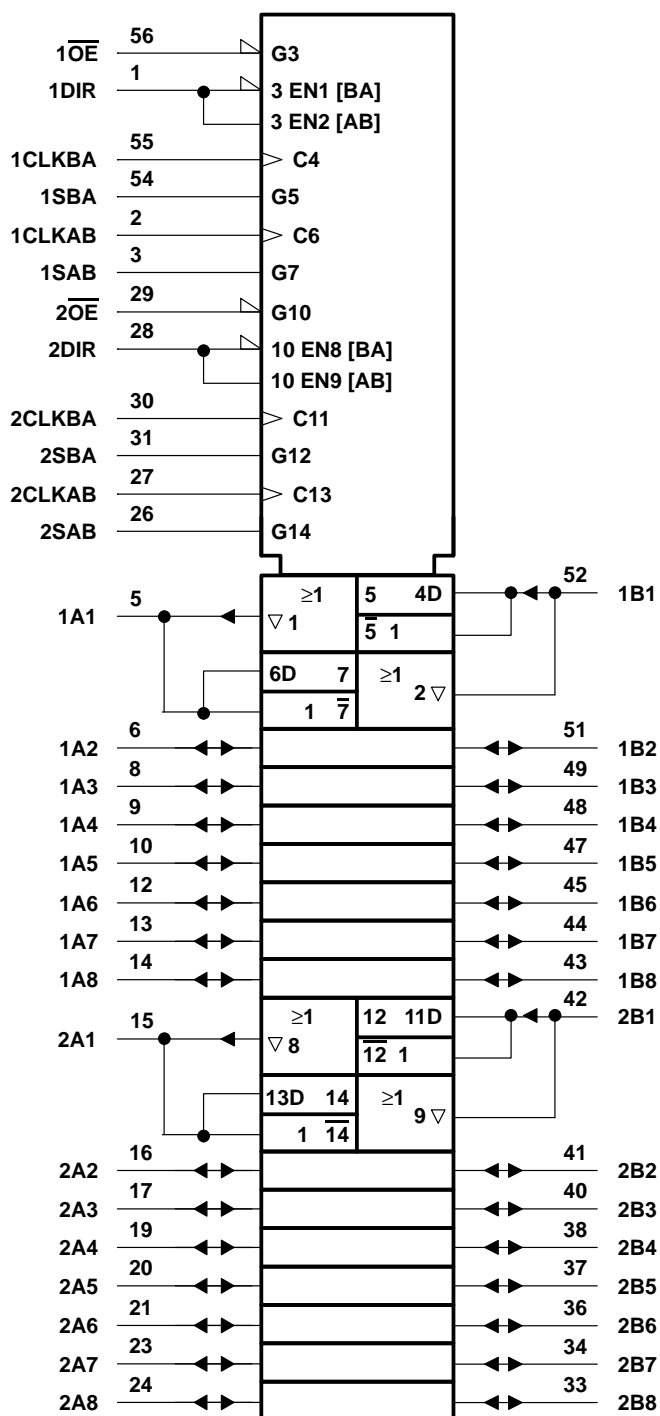 56
1O̅E̅ G3
1
1DIR 3 EN1 [BA]
3 EN2 [AB]
55
1CLKBA C4
54
1SBA G5
2
1CLKAB C6
3
1SAB G7
29
2O̅E̅ G10
28
2DIR 10 EN8 [BA]
10 EN9 [AB]
30
2CLKBA C11
31
2SBA G12
27
2CLKAB C13
26
2SAB G14
5 ≥1 5 4D 52
1A1 ▽ 1 5̅ 1 1B1
6D 7 ≥1
1 7̅ 2 ▽
6 51
1A2 1B2
8 49
1A3 1B3
9 48
1A4 1B4
10 47
1A5 1B5
12 45
1A6 1B6
13 44
1A7 1B7
14 43
1A8 1B8
15 ≥1 12 11D 42
2A1 ▽ 8 1̅2̅ 1 2B1
13D 14 ≥1
1 1̅4̅ 9 ▽
16 41
2A2 2B2
17 40
2A3 2B3
19 38
2A4 2B4
20 37
2A5 2B5
21 36
2A6 2B6
23 34
2A7 2B7
24 33
2A8 2B8